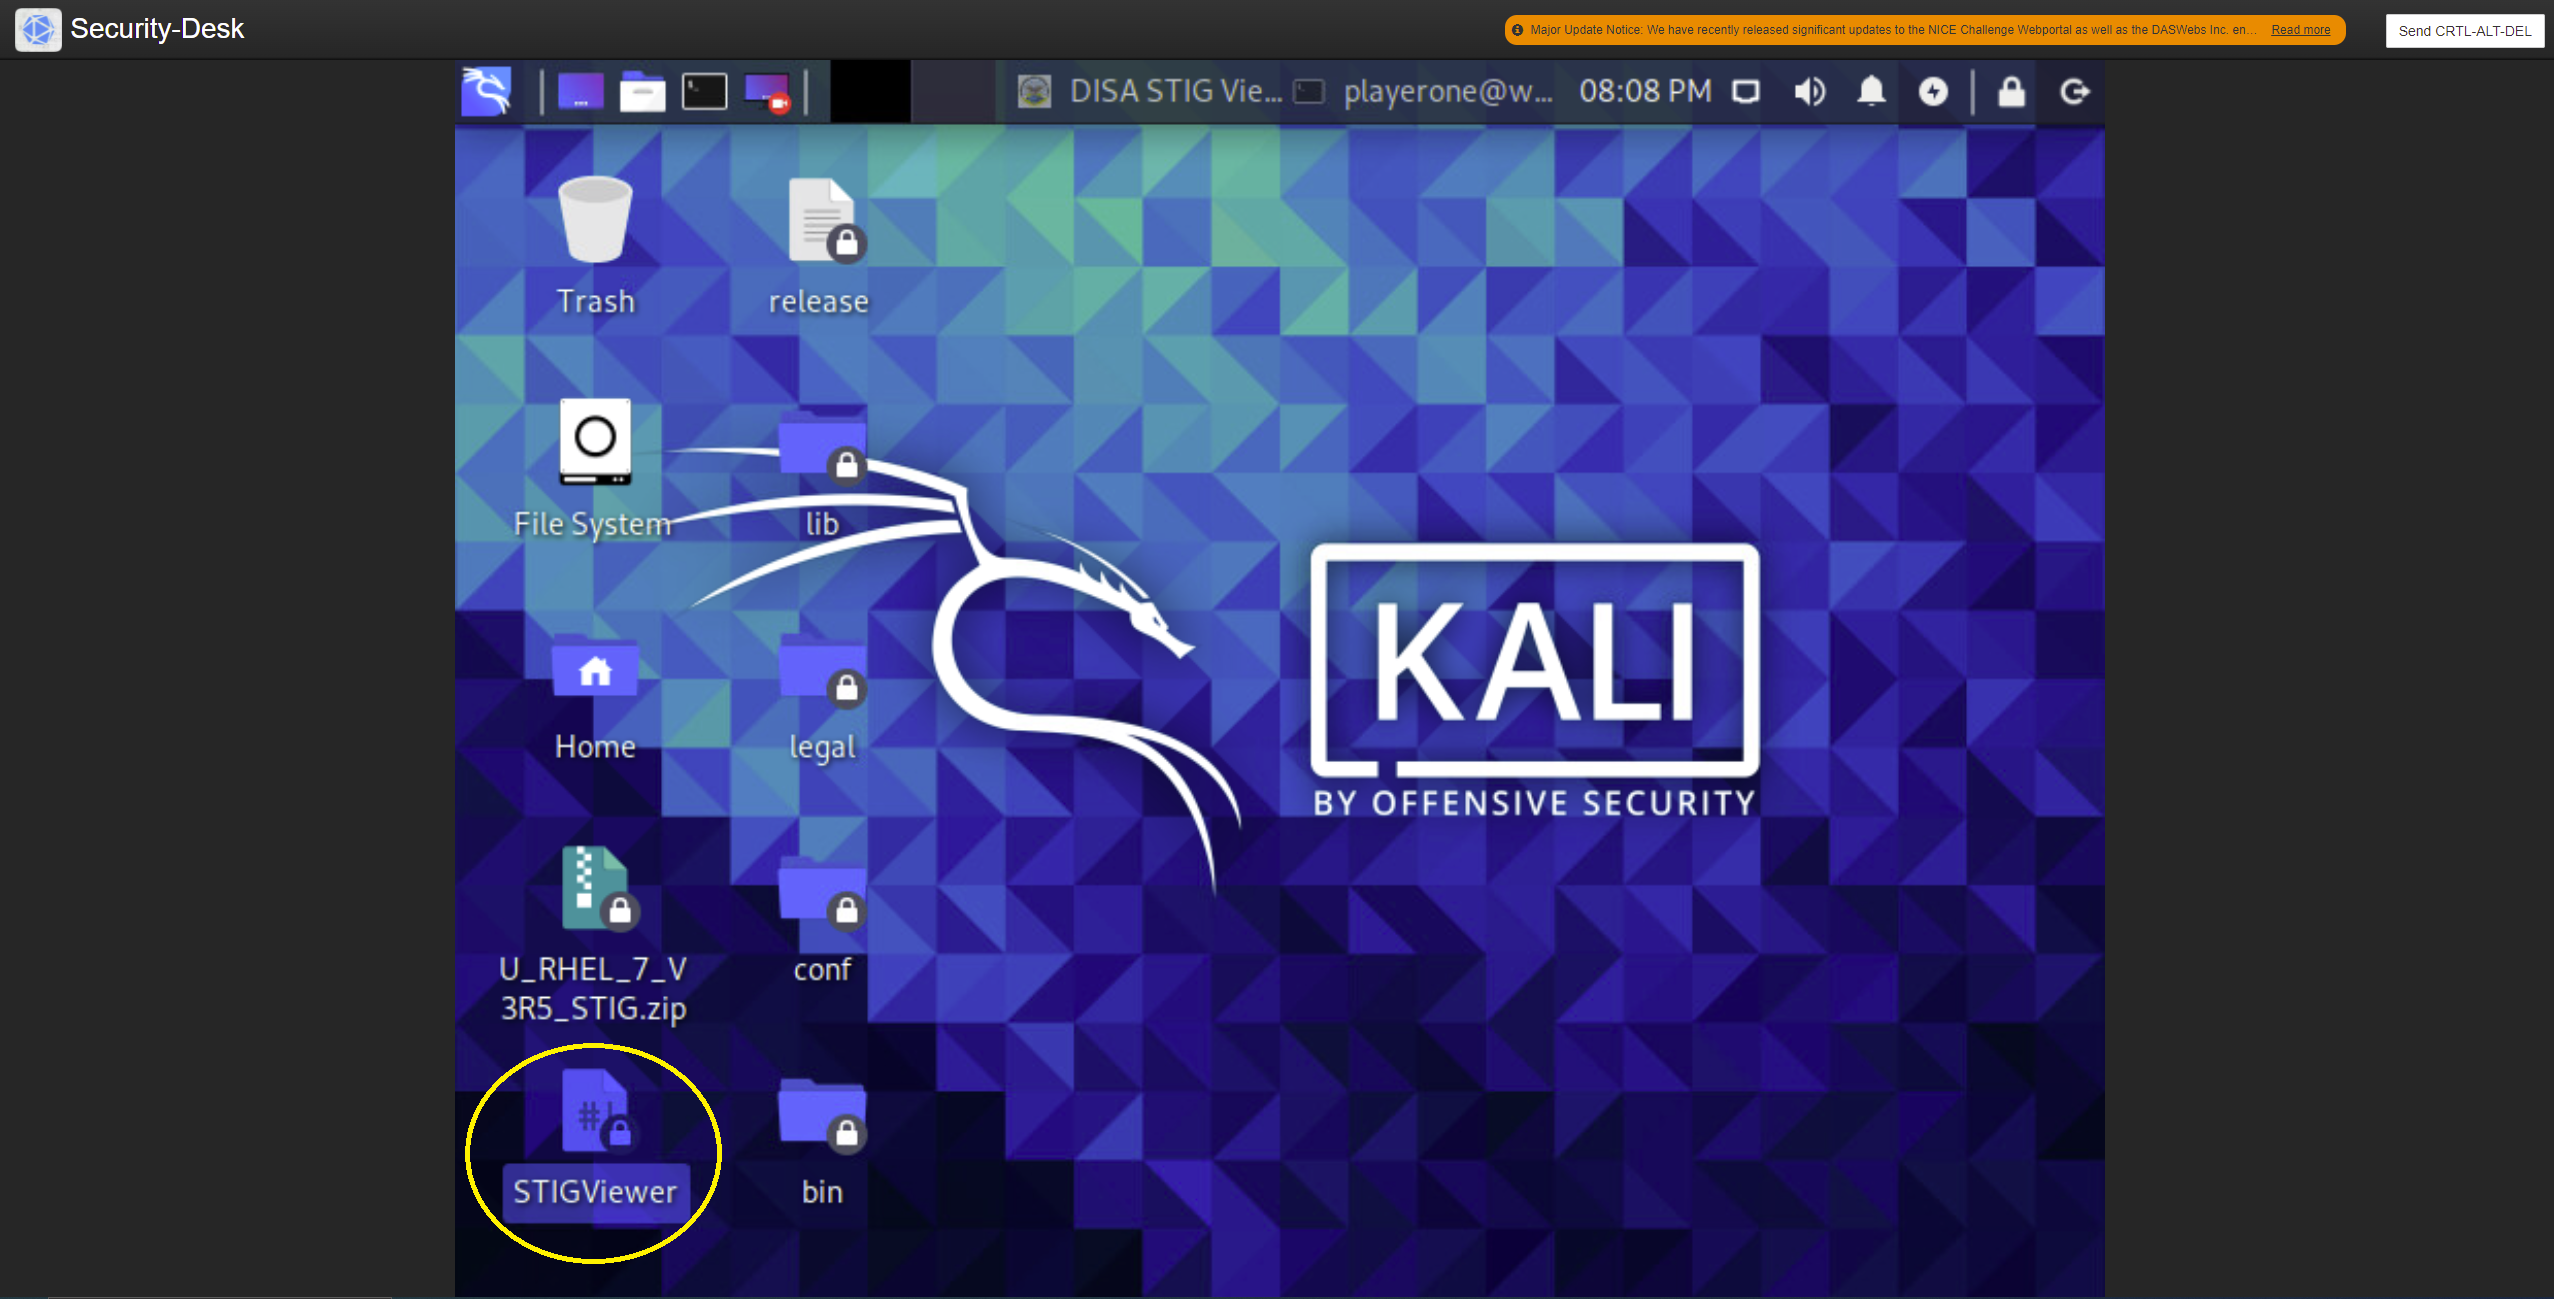 Security-Desk
Major Update Notice: We have recently released significant updates to the NICE Challenge Webportal as well as the DASWebs Inc. en... Read more
Send CRTL-ALT-DEL
DISA STIG Vie...
playerone@w...
08:08 PM
Trash
release
File System
lib
Home
legal
U_RHEL_7_V
3R5_STIG.zip
conf
#!
STIGViewer
bin
KALI
BY OFFENSIVE SECURITY